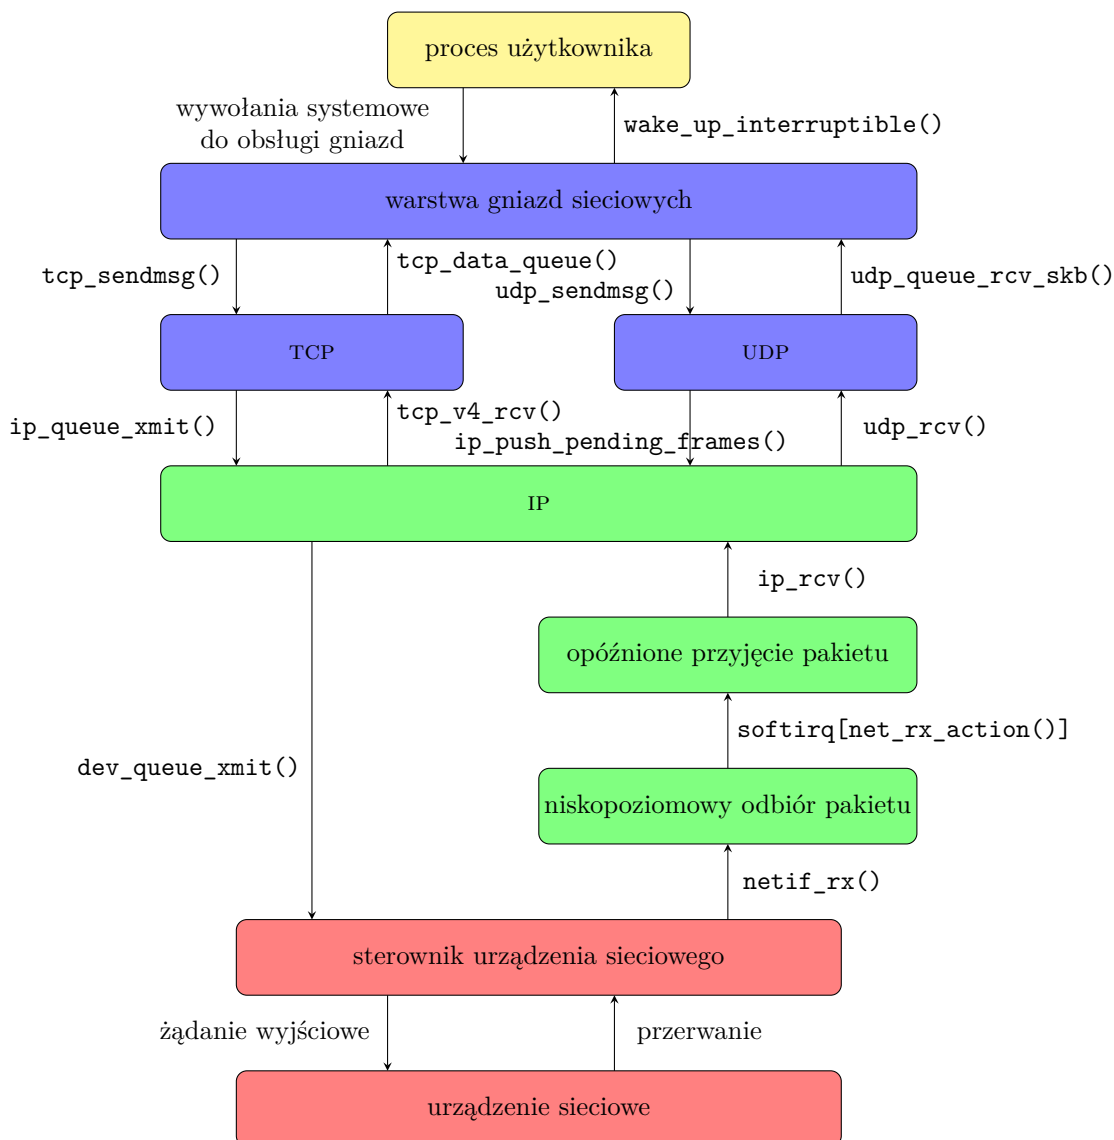 proces użytkownika
wywołania systemowe
do obsługi gniazd
wake_up_interruptible()
warstwa gniazd sieciowych
tcp_sendmsg()
tcp_data_queue()
udp_sendmsg()
udp_queue_rcv_skb()
TCP
UDP
ip_queue_xmit()
tcp_v4_rcv()
ip_push_pending_frames()
udp_rcv()
IP
ip_rcv()
opóźnione przyjęcie pakietu
softirq[net_rx_action()]
dev_queue_xmit()
niskopoziomowy odbiór pakietu
netif_rx()
sterownik urządzenia sieciowego
żądanie wyjściowe
przerwanie
urządzenie sieciowe